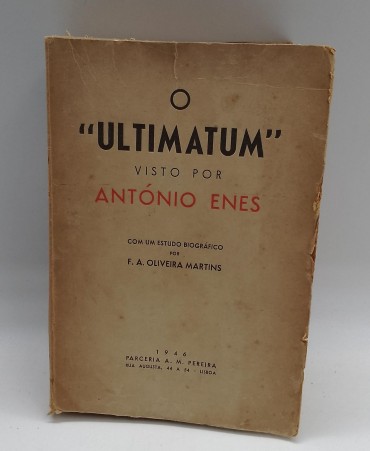 O
“ULTIMATUM”
VISTO POR
ANTÓNIO ENES
COM UM ESTUDO BIOGRÁFICO
POR
F. A. OLIVEIRA MARTINS
1946
PARCERIA A. M. PEREIRA
RUA AUGUSTA, 44 A 54 - LISBOA